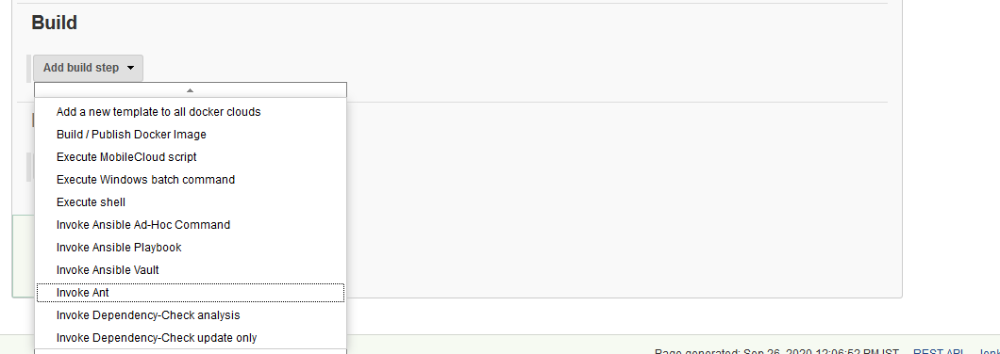 Build
Add build step
Add a new template to all docker clouds
Build / Publish Docker Image
Execute MobileCloud script
Execute Windows batch command
Execute shell
Invoke Ansible Ad-Hoc Command
Invoke Ansible Playbook
Invoke Ansible Vault
Invoke Ant
Invoke Dependency-Check analysis
Invoke Dependency-Check update only
Page generated: Sep 26, 2020 12:06:52 PM IST REST API Jenk